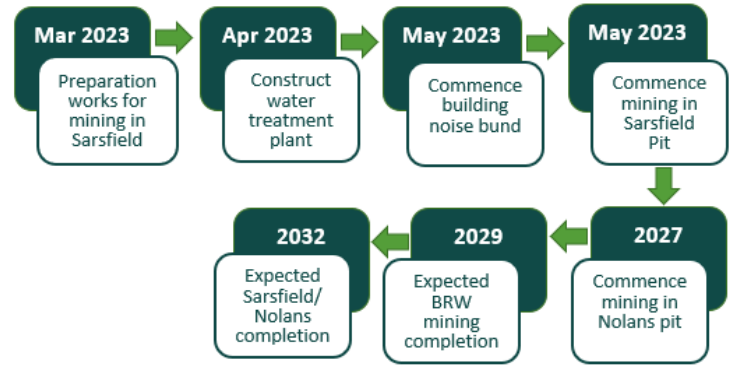 Mar 2023
Preparation
works for
mining in
Sarsfield
Apr 2023
Construct
water
treatment
plant
May 2023
Commence
building
noise bund
May 2023
Commence
mining in
Sarsfield
Pit
2027
Commence
mining in
Nolans pit
2029
Expected
BRW
mining
completion
2032
Expected
Sarsfield/
Nolans
completion